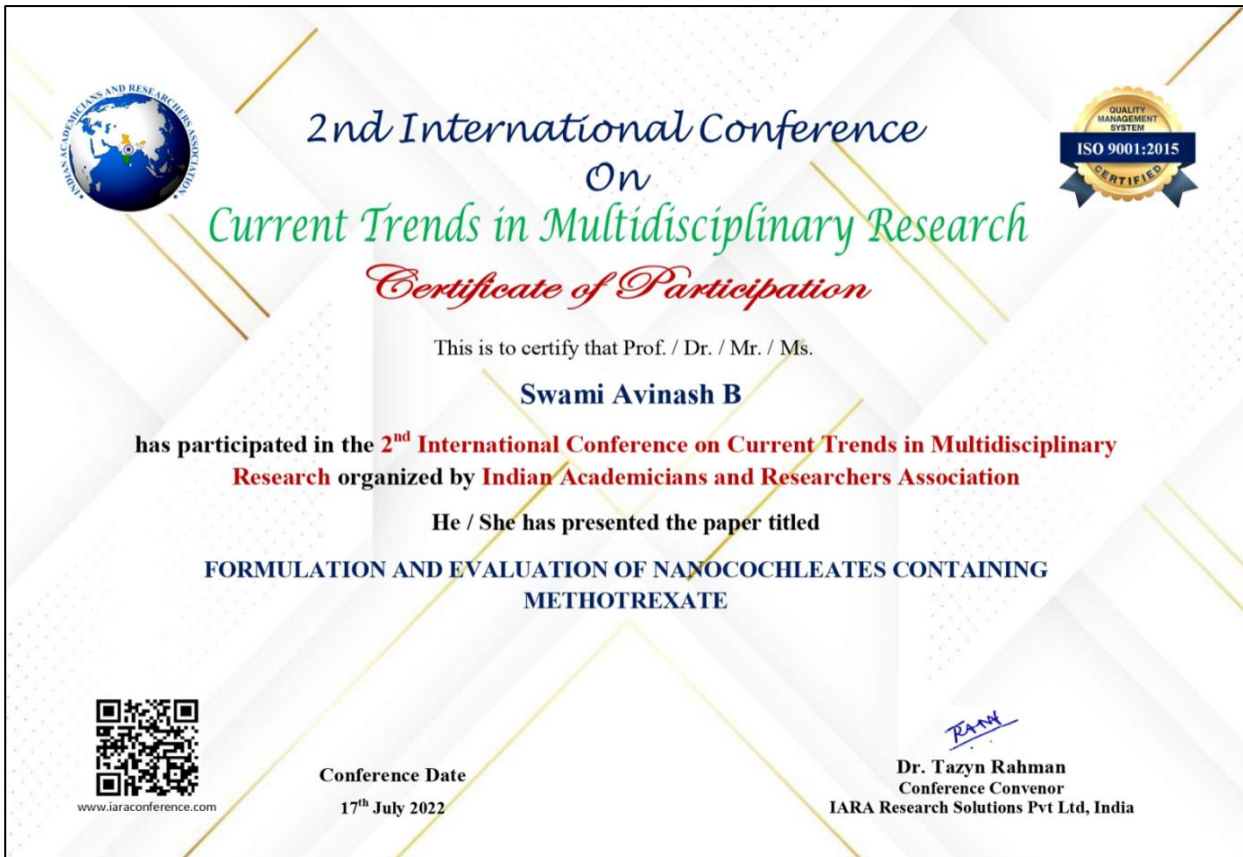 INDIAN ACADEMICIANS AND RESEARCHERS ASSOCIATION
QUALITY
MANAGEMENT
SYSTEM
ISO 9001:2015
CERTIFIED
2nd International Conference
On
Current Trends in Multidisciplinary Research
Certificate of Participation
This is to certify that Prof. / Dr. / Mr. / Ms.
Swami Avinash B
has participated in the 2nd International Conference on Current Trends in Multidisciplinary
Research organized by Indian Academicians and Researchers Association
He / She has presented the paper titled
FORMULATION AND EVALUATION OF NANOCOCHLEATES CONTAINING
METHOTREXATE
www.iaraconference.com
Conference Date
17th July 2022
Dr. Tazyn Rahman
Conference Convenor
IARA Research Solutions Pvt Ltd, India